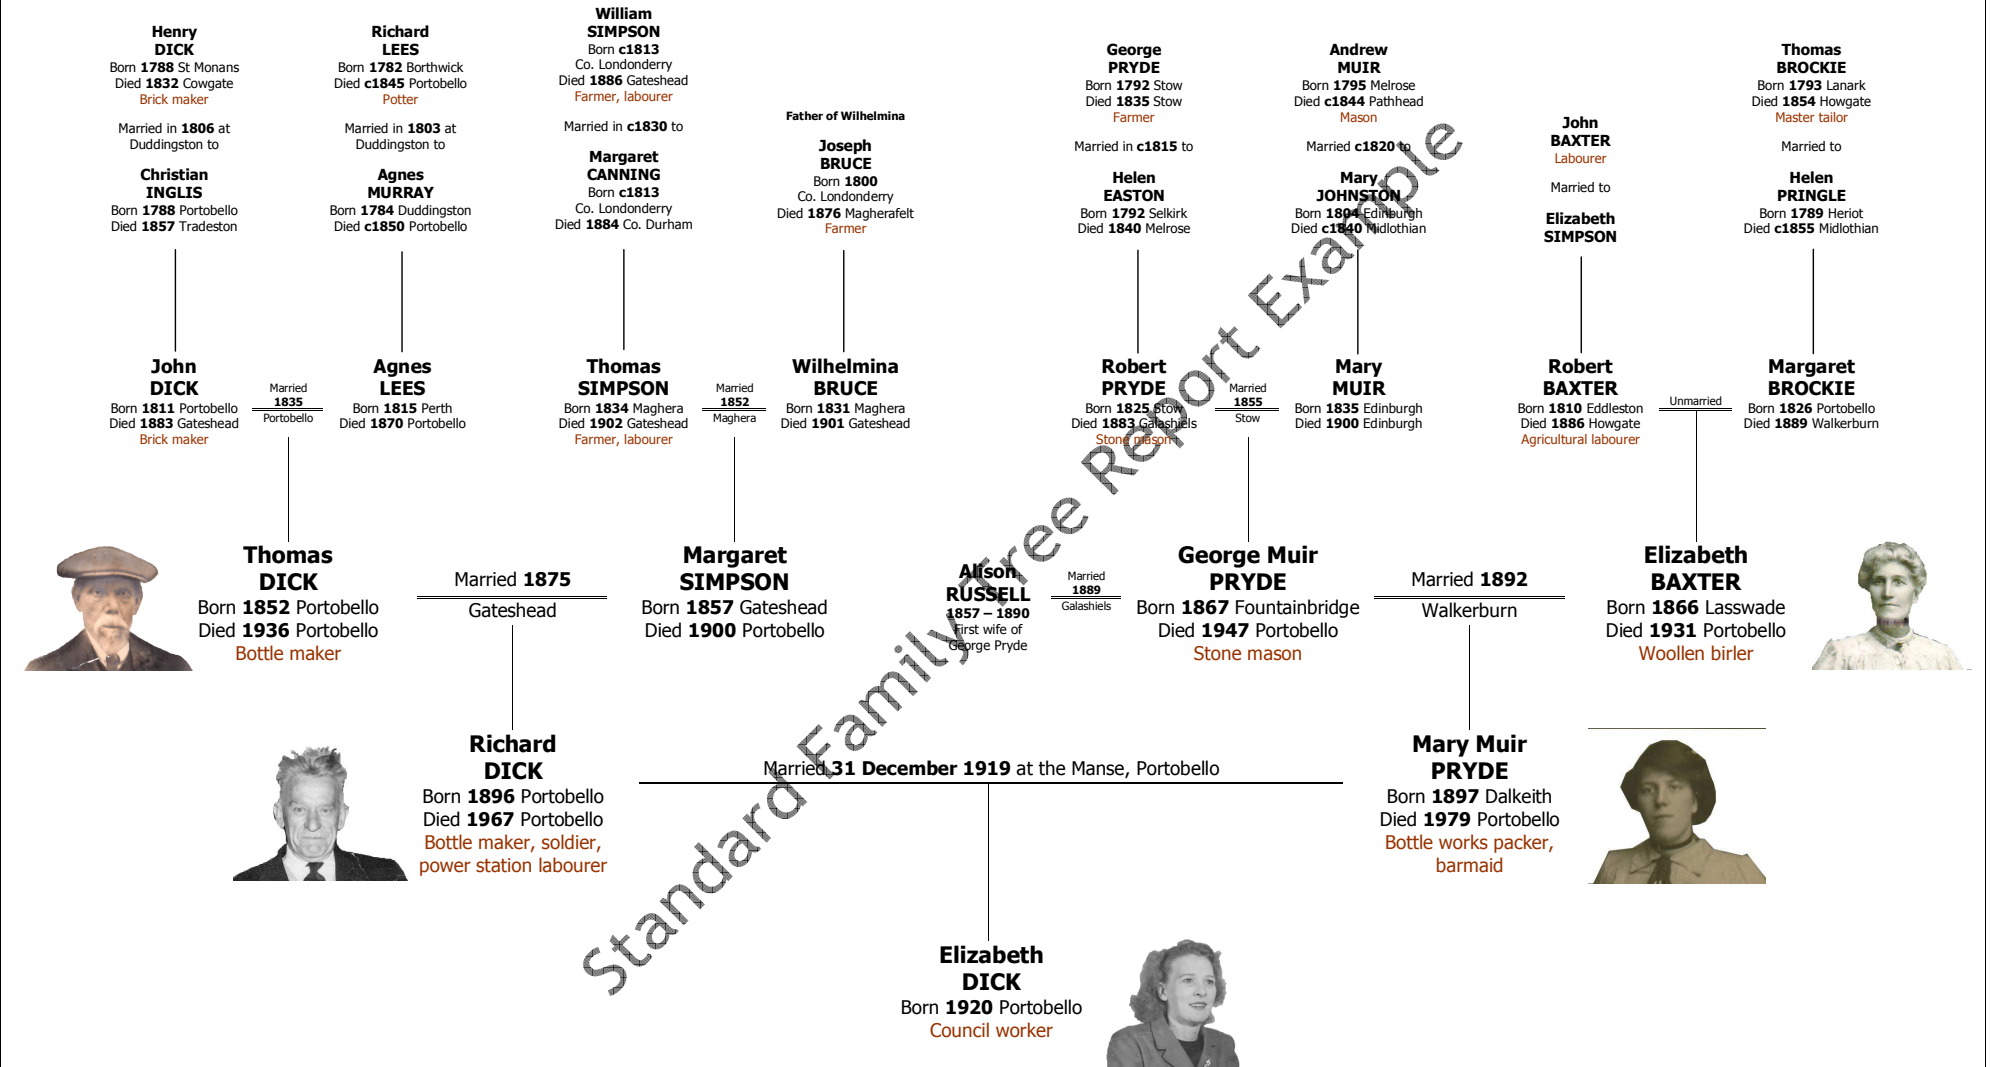 Henry
DICK
Born 1788 St Monans
Died 1832 Cowgate
Brick maker
Married in 1806 at
Duddingston to
Christian
INGLIS
Born 1788 Portobello
Died 1857 Tradeston
Richard
LEES
Born 1782 Borthwick
Died c1845 Portobello
Potter
Married in 1803 at
Duddingston to
Agnes
MURRAY
Born 1784 Duddingston
Died c1850 Portobello
William
SIMPSON
Born c1813
Co. Londonderry
Died 1886 Gateshead
Farmer, labourer
Married in c1830 to
Margaret
CANNING
Born c1813
Co. Londonderry
Died 1884 Co. Durham
Father of Wilhelmina
Joseph
BRUCE
Born 1800
Co. Londonderry
Died 1876 Magherafelt
Farmer
George
PRYDE
Born 1792 Stow
Died 1835 Stow
Farmer
Married in c1815 to
Helen
EASTON
Born 1792 Selkirk
Died 1840 Melrose
Andrew
MUIR
Born 1795 Melrose
Died c1844 Pathhead
Mason
Married c1820 to
Mary
JOHNSTON
Born 1804 Edinburgh
Died c1840 Midlothian
John
BAXTER
Labourer
Married to
Elizabeth
SIMPSON
Thomas
BROCKIE
Born 1793 Lanark
Died 1854 Howgate
Master tailor
Married to
Helen
PRINGLE
Born 1789 Heriot
Died c1855 Midlothian
John
DICK
Born 1811 Portobello
Died 1883 Gateshead
Brick maker
Married
1835
Portobello
Agnes
LEES
Born 1815 Perth
Died 1870 Portobello
Thomas
SIMPSON
Born 1834 Maghera
Died 1902 Gateshead
Farmer, labourer
Married
1852
Maghera
Wilhelmina
BRUCE
Born 1831 Maghera
Died 1901 Gateshead
Robert
PRYDE
Born 1825 Stow
Died 1883 Galashiels
Stone mason
Married
1855
Stow
Mary
MUIR
Born 1835 Edinburgh
Died 1900 Edinburgh
Robert
BAXTER
Born 1810 Eddleston
Died 1886 Howgate
Agricultural labourer
Unmarried
Margaret
BROCKIE
Born 1826 Portobello
Died 1889 Walkerburn
Thomas
DICK
Born 1852 Portobello
Died 1936 Portobello
Bottle maker
Married 1875
Gateshead
Margaret
SIMPSON
Born 1857 Gateshead
Died 1900 Portobello
Alison
RUSSELL
1857 – 1890
First wife of
George Pryde
Married
1889
Galashiels
George Muir
PRYDE
Born 1867 Fountainbridge
Died 1947 Portobello
Stone mason
Married 1892
Walkerburn
Elizabeth
BAXTER
Born 1866 Lasswade
Died 1931 Portobello
Woollen birler
Richard
DICK
Born 1896 Portobello
Died 1967 Portobello
Bottle maker, soldier,
power station labourer
Married 31 December 1919 at the Manse, Portobello
Mary Muir
PRYDE
Born 1897 Dalkeith
Died 1979 Portobello
Bottle works packer,
barmaid
Elizabeth
DICK
Born 1920 Portobello
Council worker
Standard Family Tree Report Example